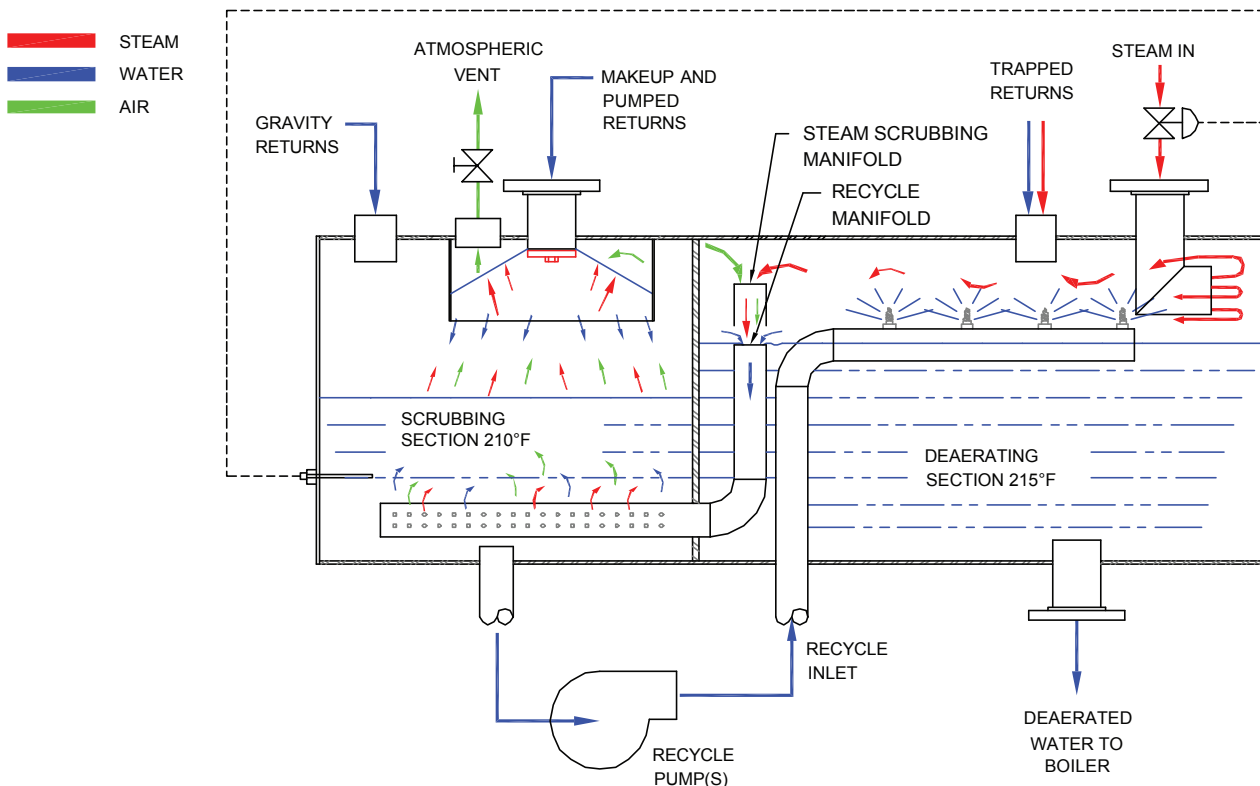 STEAM
WATER
AIR
ATMOSPHERIC
VENT
GRAVITY
RETURNS
MAKEUP AND
PUMPED
RETURNS
STEAM SCRUBBING
MANIFOLD
RECYCLE
MANIFOLD
TRAPPED
RETURNS
STEAM IN
SCRUBBING
SECTION 210°F
DEAERATING
SECTION 215°F
RECYCLE
INLET
RECYCLE
PUMP(S)
DEAERATED
WATER TO
BOILER